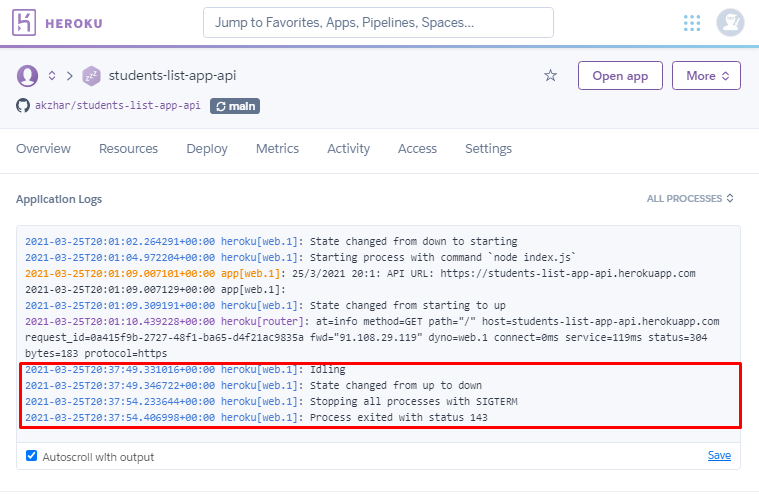 HEROKU
Jump to Favorites, Apps, Pipelines, Spaces...
students-list-app-api
Open app
More
akzhar/students-list-app-api
main
Overview Resources Deploy Metrics Activity Access Settings
Application Logs
ALL PROCESSES
2021-03-25T20:01:02.264291+00:00 heroku[web.1]: State changed from down to starting
2021-03-25T20:01:04.972204+00:00 heroku[web.1]: Starting process with command `node index.js`
2021-03-25T20:01:09.007101+00:00 app[web.1]: 25/3/2021 20:1: API URL: https://students-list-app-api.herokuapp.com
2021-03-25T20:01:09.007129+00:00 app[web.1]:
2021-03-25T20:01:09.309191+00:00 heroku[web.1]: State changed from starting to up
2021-03-25T20:01:10.439228+00:00 heroku[router]: at=info method=GET path="/" host=students-list-app-api.herokuapp.com
request_id=0a415f9b-2727-48f1-ba65-d4f21ac9835a fwd="91.108.29.119" dyno=web.1 connect=0ms service=119ms status=304
bytes=183 protocol=https
2021-03-25T20:37:49.331016+00:00 heroku[web.1]: Idling
2021-03-25T20:37:49.346722+00:00 heroku[web.1]: State changed from up to down
2021-03-25T20:37:54.233644+00:00 heroku[web.1]: Stopping all processes with SIGTERM
2021-03-25T20:37:54.406998+00:00 heroku[web.1]: Process exited with status 143
Autoscroll with output
Save